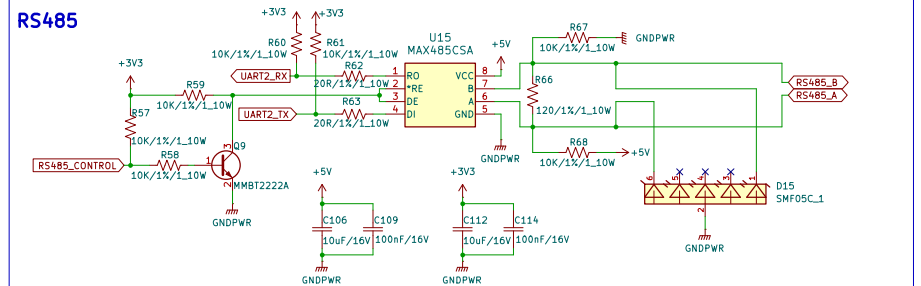 RS485
+3V3
+3V3
R60
10K/1%/1_10W
R61
10K/1%/1_10W
U15
MAX485CSA
+5V
R67
10K/1%/1_10W
GNDPWR
+3V3
UART2_RX
R62
20R/1%/1_10W
1 RO
2 *RE
3 DE
4 DI
VCC 8
B 7
A 6
GND 5
R66
120/1%/1_10W
RS485_B
RS485_A
R59
10K/1%/1_10W
UART2_TX
R63
20R/1%/1_10W
R57
10K/1%/1_10W
RS485_CONTROL
R58
10K/1%/1_10W
1
3
2
Q9
MMBT2222A
GNDPWR
GNDPWR
R68
10K/1%/1_10W
+5V
6
5
4
3
1
2
D15
SMF05C_1
GNDPWR
+5V
C106
10uF/16V
C109
100nF/16V
GNDPWR
+3V3
C112
10uF/16V
C114
100nF/16V
GNDPWR